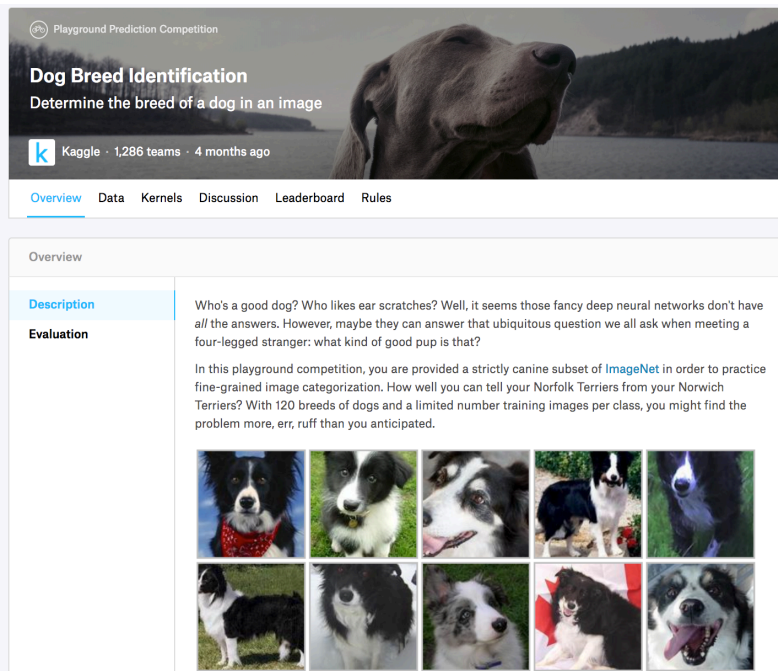 Playground Prediction Competition
Dog Breed Identification
Determine the breed of a dog in an image
k Kaggle · 1,286 teams · 4 months ago
Overview Data Kernels Discussion Leaderboard Rules
Overview
Description
Evaluation
Who's a good dog? Who likes ear scratches? Well, it seems those fancy deep neural networks don't have
all the answers. However, maybe they can answer that ubiquitous question we all ask when meeting a
four-legged stranger: what kind of good pup is that?
In this playground competition, you are provided a strictly canine subset of ImageNet in order to practice
fine-grained image categorization. How well you can tell your Norfolk Terriers from your Norwich
Terriers? With 120 breeds of dogs and a limited number training images per class, you might find the
problem more, err, ruff than you anticipated.